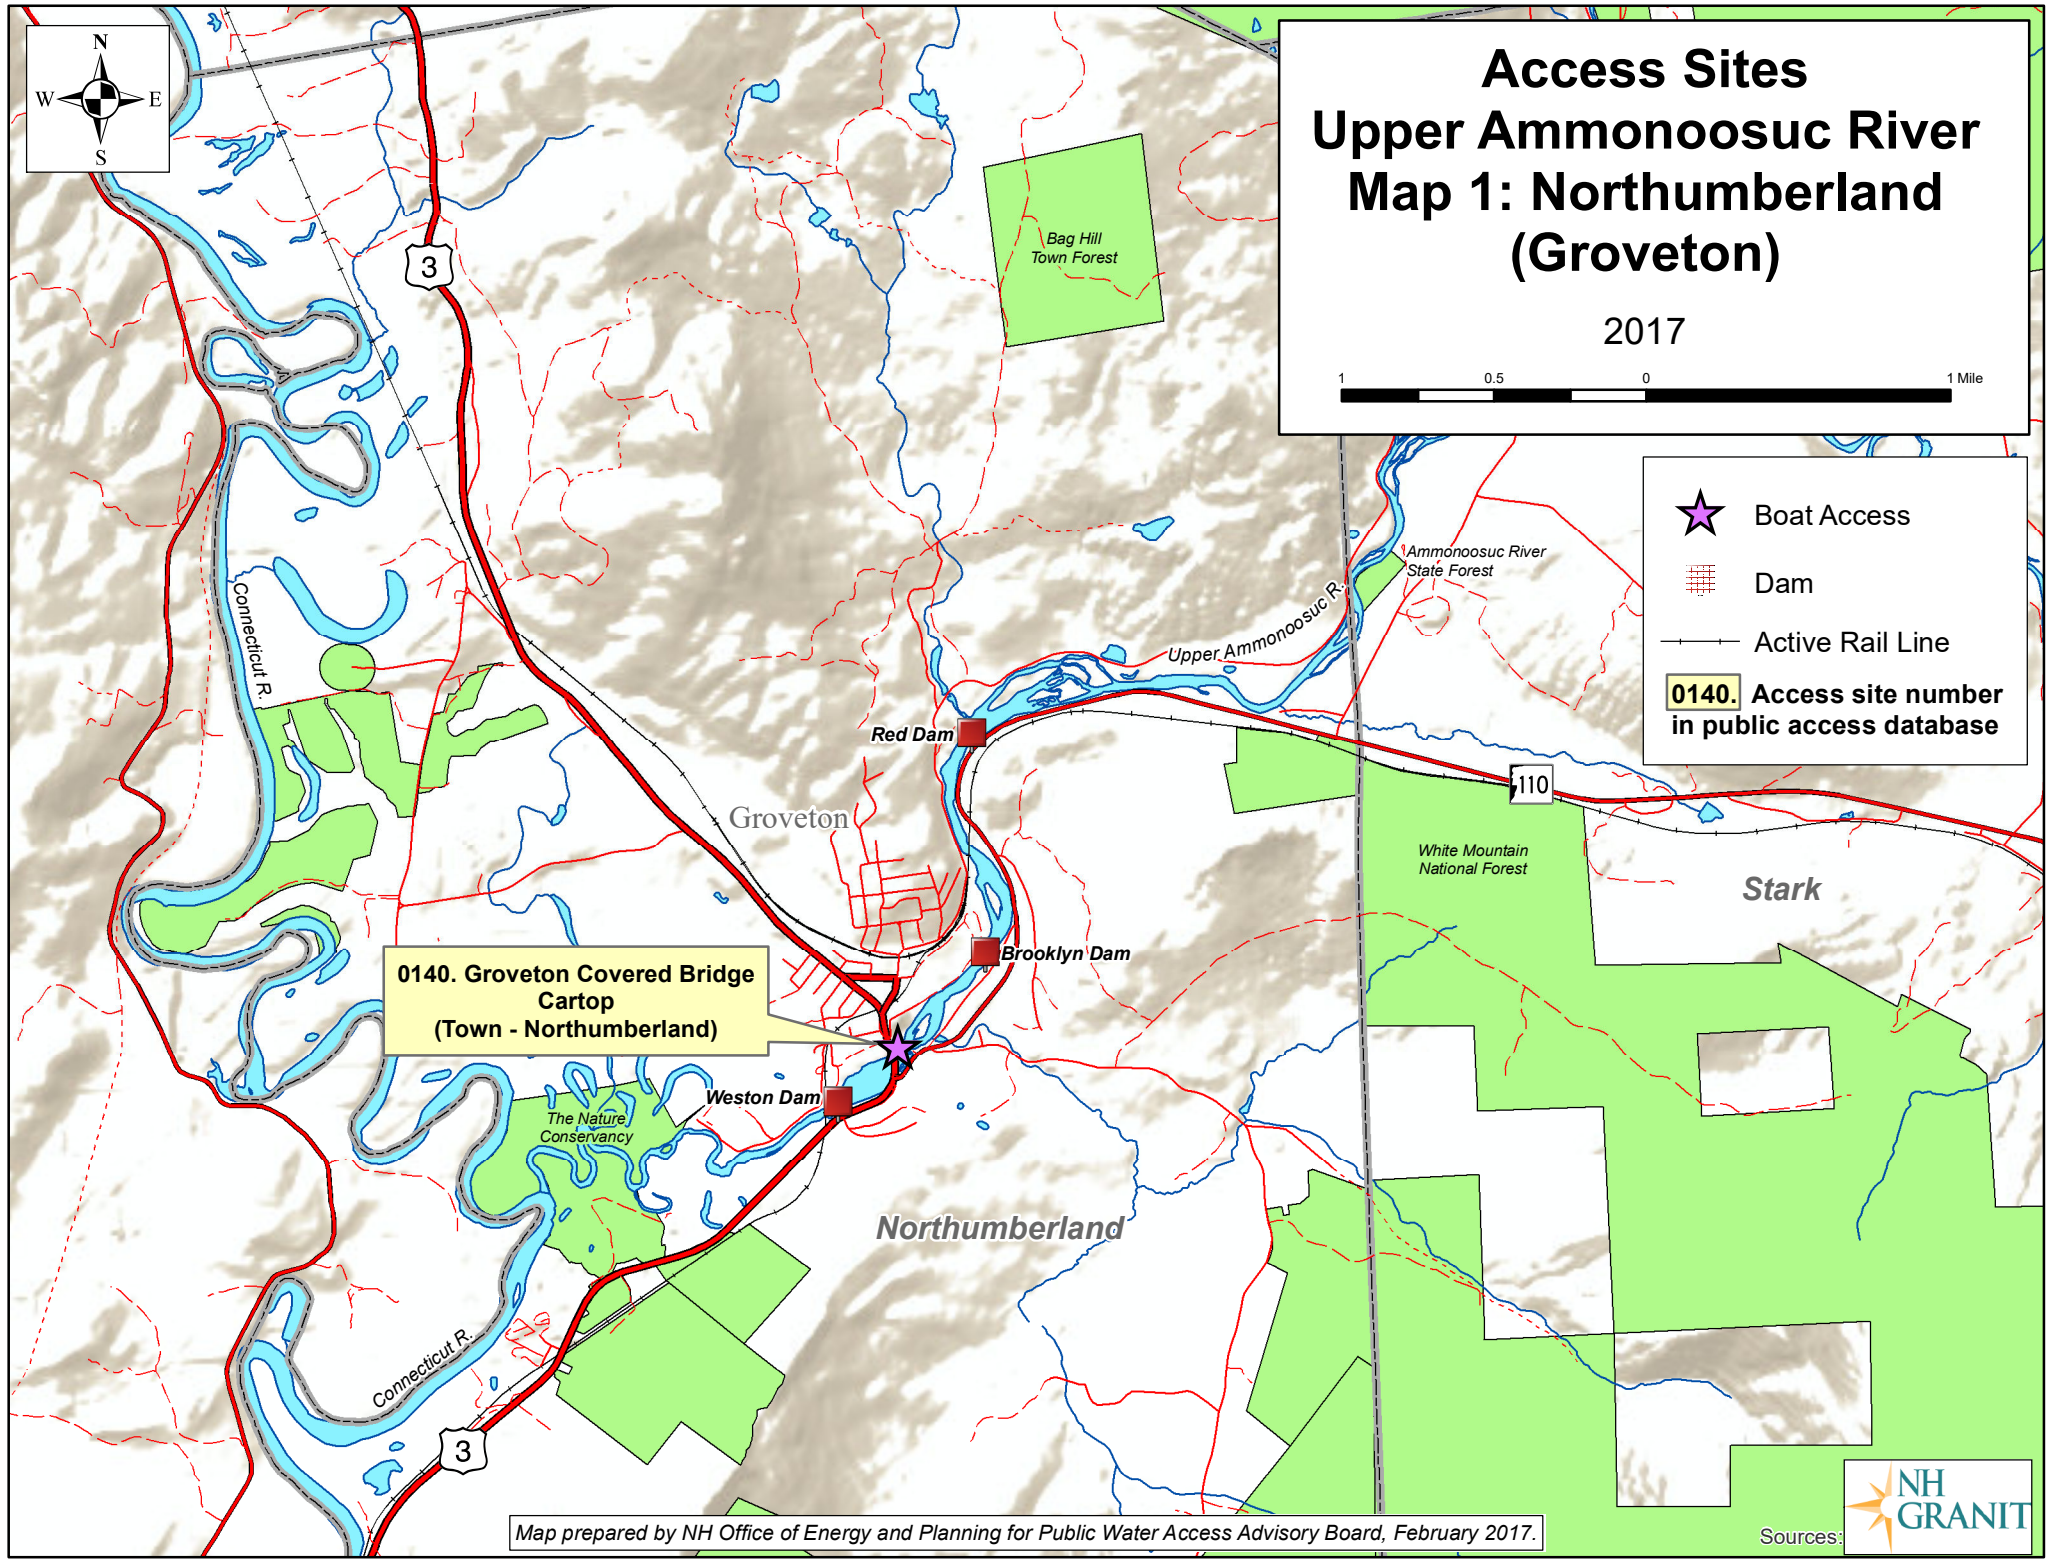 N
W E
S
Access Sites
Upper Ammonoosuc River
Map 1: Northumberland
(Groveton)
2017
1 0.5 0 1 Mile
3
Bag Hill
Town Forest
Boat Access
Dam
Active Rail Line
0140. Access site number
in public access database
Ammonoosuc River
State Forest
Connecticut R.
Upper Ammonoosuc R.
Red Dam
110
Groveton
White Mountain
National Forest
Stark
Brooklyn Dam
0140. Groveton Covered Bridge
Cartop
(Town - Northumberland)
Weston Dam
The Nature
Conservancy
Northumberland
Connecticut R.
3
Map prepared by NH Office of Energy and Planning for Public Water Access Advisory Board, February 2017.
Sources:
NH
GRANIT